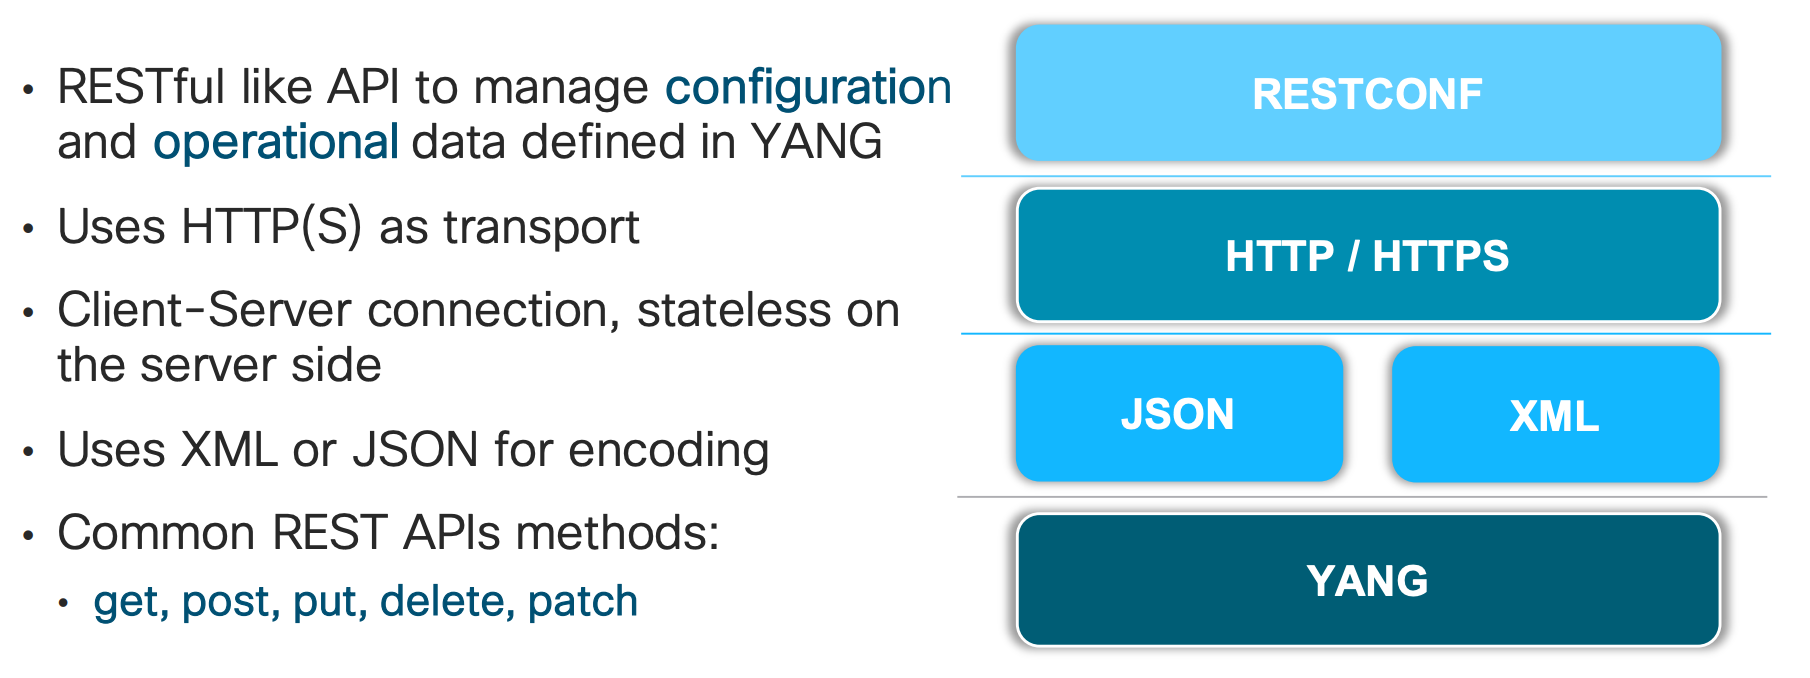 • RESTful like API to manage configuration
and operational data defined in YANG
• Uses HTTP(S) as transport
• Client-Server connection, stateless on
the server side
• Uses XML or JSON for encoding
• Common REST APIs methods:
• get, post, put, delete, patch
RESTCONF
HTTP / HTTPS
JSON
XML
YANG